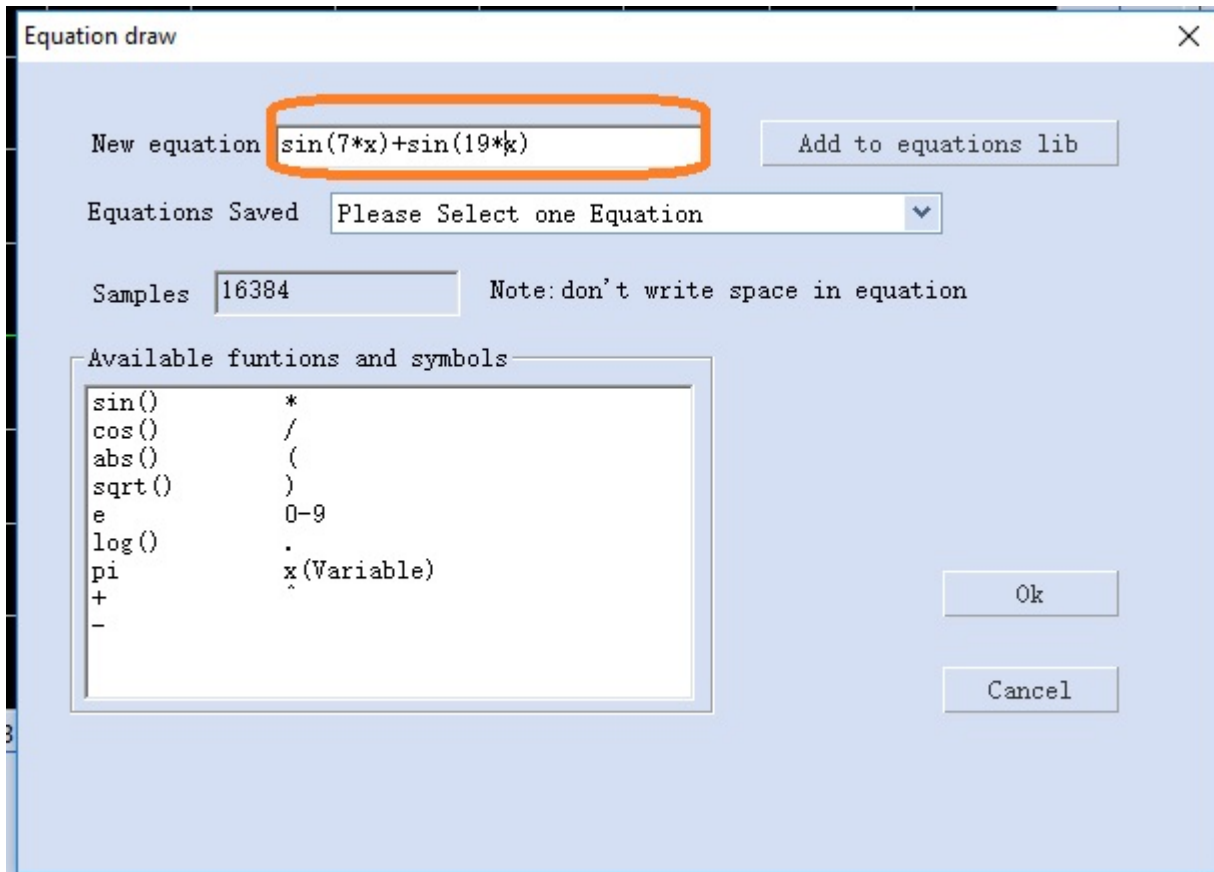 Equation draw
New equation sin(7*x)+sin(19*x) Add to equations lib
Equations Saved Please Select one Equation
Samples 16384 Note:don't write space in equation
Available funtions and symbols
sin() *
cos() /
abs() (
sqrt() )
e 0-9
log() .
pi x(Variable)
+ ^
-
Ok
Cancel